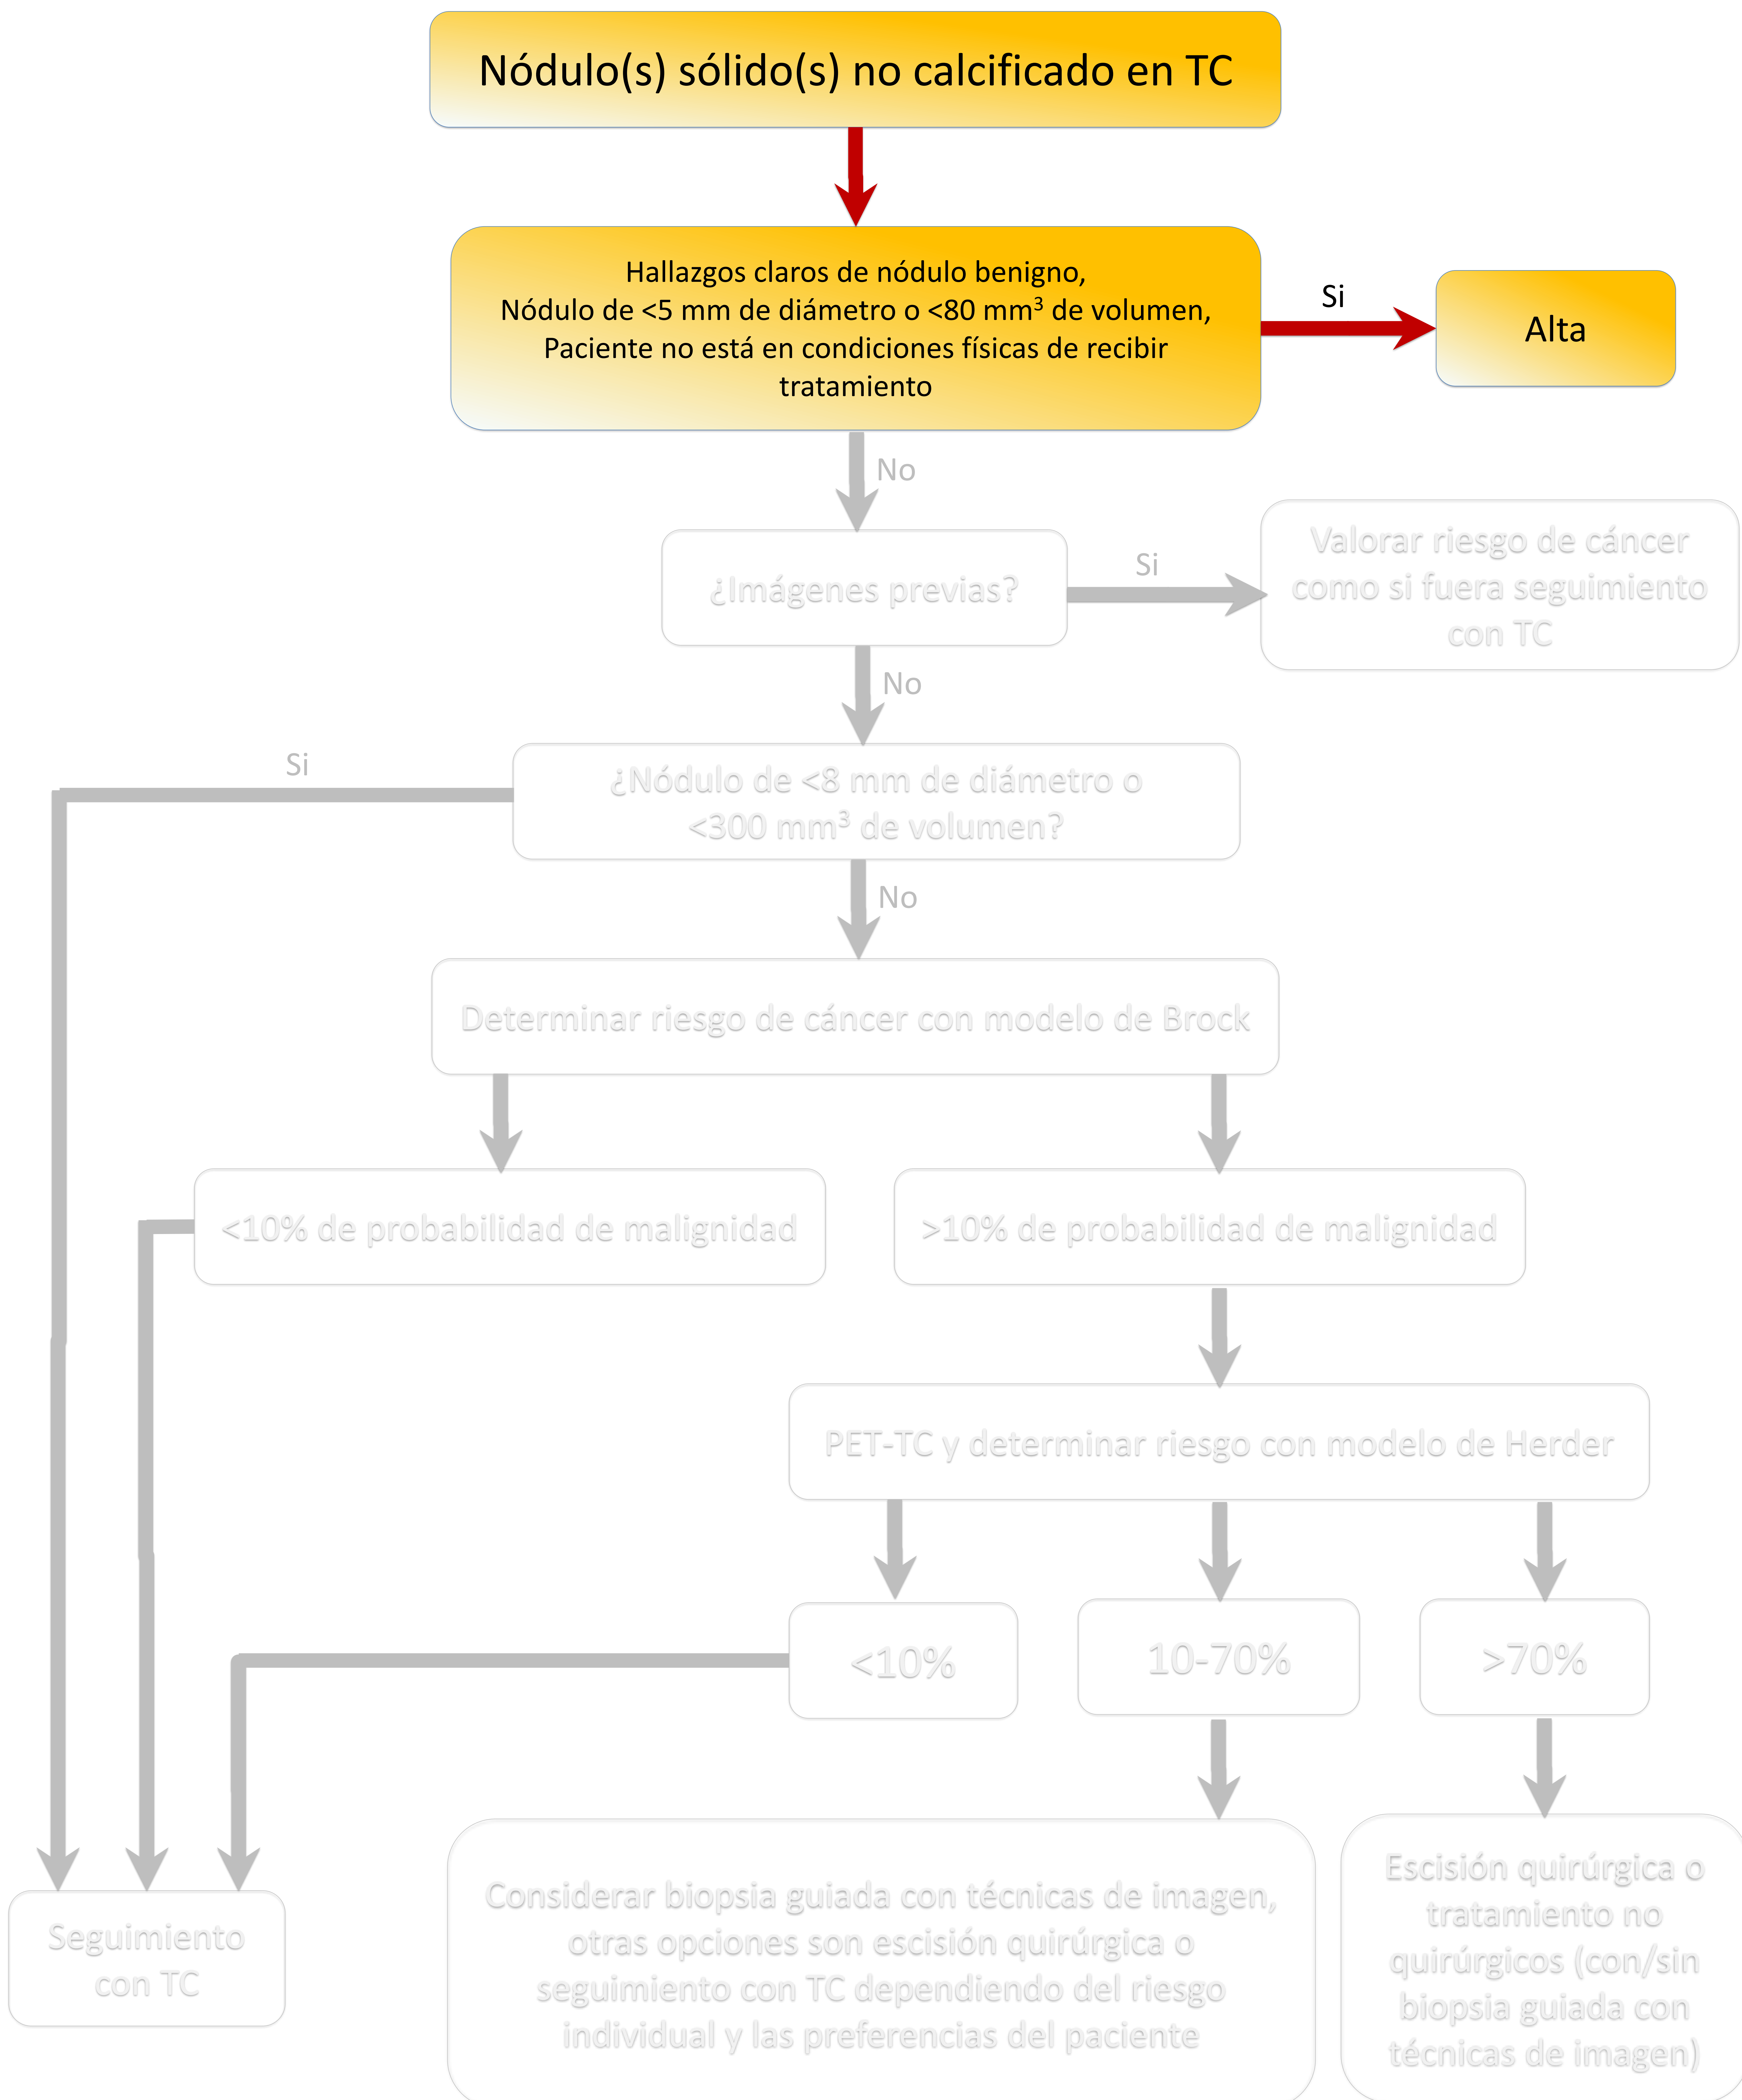 Nódulo(s) sólido(s) no calcificado en TC
Hallazgos claros de nódulo benigno,
Nódulo de <5 mm de diámetro o <80 mm³ de volumen,
Paciente no está en condiciones físicas de recibir
tratamiento
Si
Alta
No
¿Imágenes previas?
Si
Valorar riesgo de cáncer
como si fuera seguimiento
con TC
No
Si
¿Nódulo de <8 mm de diámetro o
<300 mm³ de volumen?
No
Determinar riesgo de cáncer con modelo de Brock
<10% de probabilidad de malignidad
>10% de probabilidad de malignidad
PET-TC y determinar riesgo con modelo de Herder
<10%
10-70%
>70%
Seguimiento
con TC
Considerar biopsia guiada con técnicas de imagen,
otras opciones son escisión quirúrgica o
seguimiento con TC dependiendo del riesgo
individual y las preferencias del paciente
Escisión quirúrgica o
tratamiento no
quirúrgicos (con/sin
biopsia guiada con
técnicas de imagen)